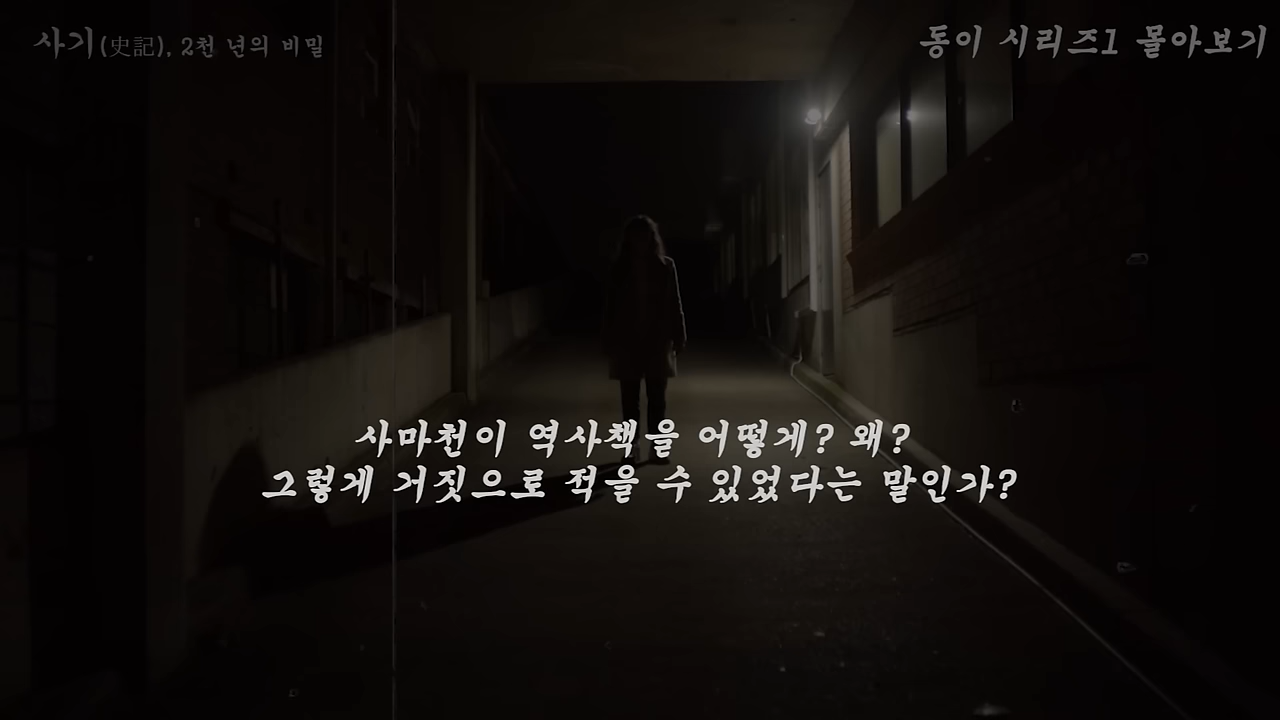 사기(史記), 2천 년의 비밀
동이 시리즈1 몰아보기
사마천이 역사책을 어떻게? 왜?
그렇게 거짓으로 적을 수 있었다는 말인가?